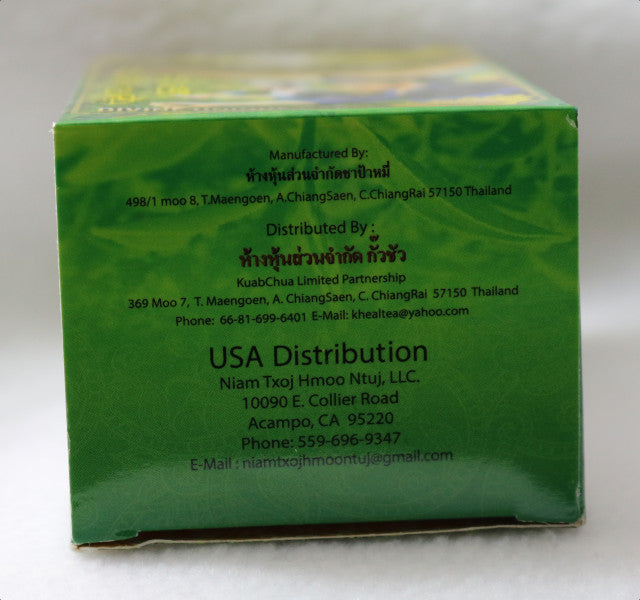 Manufactured By:
ห้างหุ้นส่วนจำกัดชาป้าหมี่
498/1 moo 8, T.Maengoen, A.ChiangSaen, C.ChiangRai 57150 Thailand
Distributed By :
ห้างหุ้นส่วนจำกัด กั๊วชัว
KuabChua Limited Partnership
369 Moo 7, T. Maengoen, A. ChiangSaen, C. ChiangRai 57150 Thailand
Phone: 66-81-699-6401 E-Mail: khealtea@yahoo.com
USA Distribution
Niam Txoj Hmoo Ntuj, LLC.
10090 E. Collier Road
Acampo, CA 95220
Phone: 559-696-9347
E-Mail : niamtxojhmoontuj@gmail.com